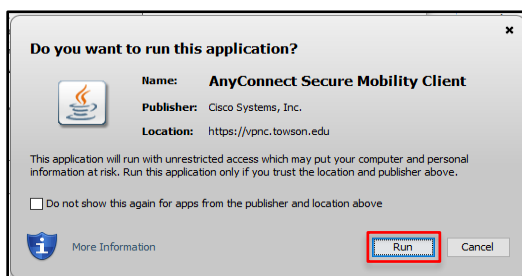 Do you want to run this application?
Name: AnyConnect Secure Mobility Client
Publisher: Cisco Systems, Inc.
Location: https://vpnc.towson.edu
This application will run with unrestricted access which may put your computer and personal
information at risk. Run this application only if you trust the location and publisher above.
Do not show this again for apps from the publisher and location above
More Information
Run
Cancel